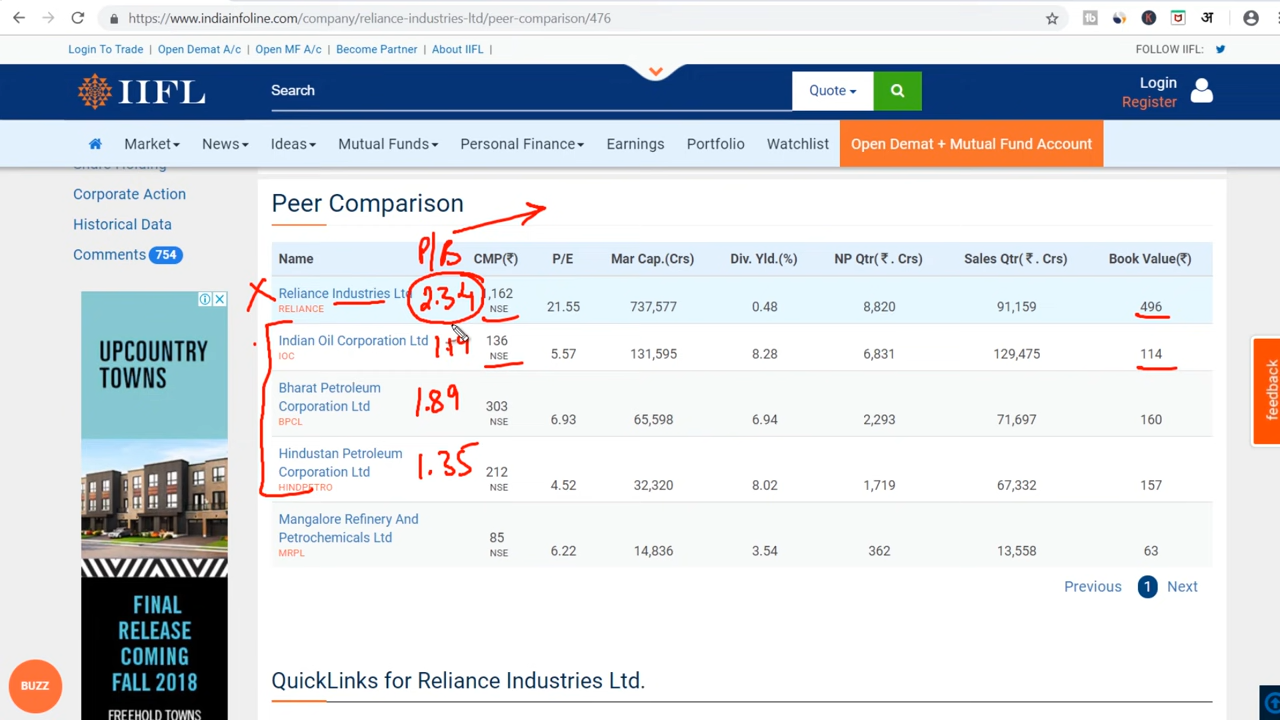 https://www.indiainfoline.com/company/reliance-industries-ltd/peer-comparison/476
Login To Trade | Open Demat A/c | Open MF A/c | Become Partner | About IIFL |
FOLLOW IIFL:
IIFL
Search
Quote
Login
Register
Market News Ideas Mutual Funds Personal Finance Earnings Portfolio Watchlist Open Demat + Mutual Fund Account
Share Holding
Corporate Action
Historical Data
Comments 754
UPCOUNTRY
TOWNS
FINAL
RELEASE
COMING
FALL 2018
FREEHOLD TOWNS
BUZZ
Peer Comparison
P/B
Name CMP(₹) P/E Mar Cap.(Crs) Div. Yld.(%) NP Qtr(₹. Crs) Sales Qtr(₹. Crs) Book Value(₹)
Reliance Industries Ltd 2.34 1,162 21.55 737,577 0.48 8,820 91,159 496
RELIANCE NSE
Indian Oil Corporation Ltd 136 5.57 131,595 8.28 6,831 129,475 114
IOC NSE
Bharat Petroleum
Corporation Ltd 1.89 303 6.93 65,598 6.94 2,293 71,697 160
BPCL NSE
Hindustan Petroleum
Corporation Ltd 1.35 212 4.52 32,320 8.02 1,719 67,332 157
HINDPETRO NSE
Mangalore Refinery And
Petrochemicals Ltd 85 6.22 14,836 3.54 362 13,558 63
MRPL NSE
Previous 1 Next
QuickLinks for Reliance Industries Ltd.
feedback